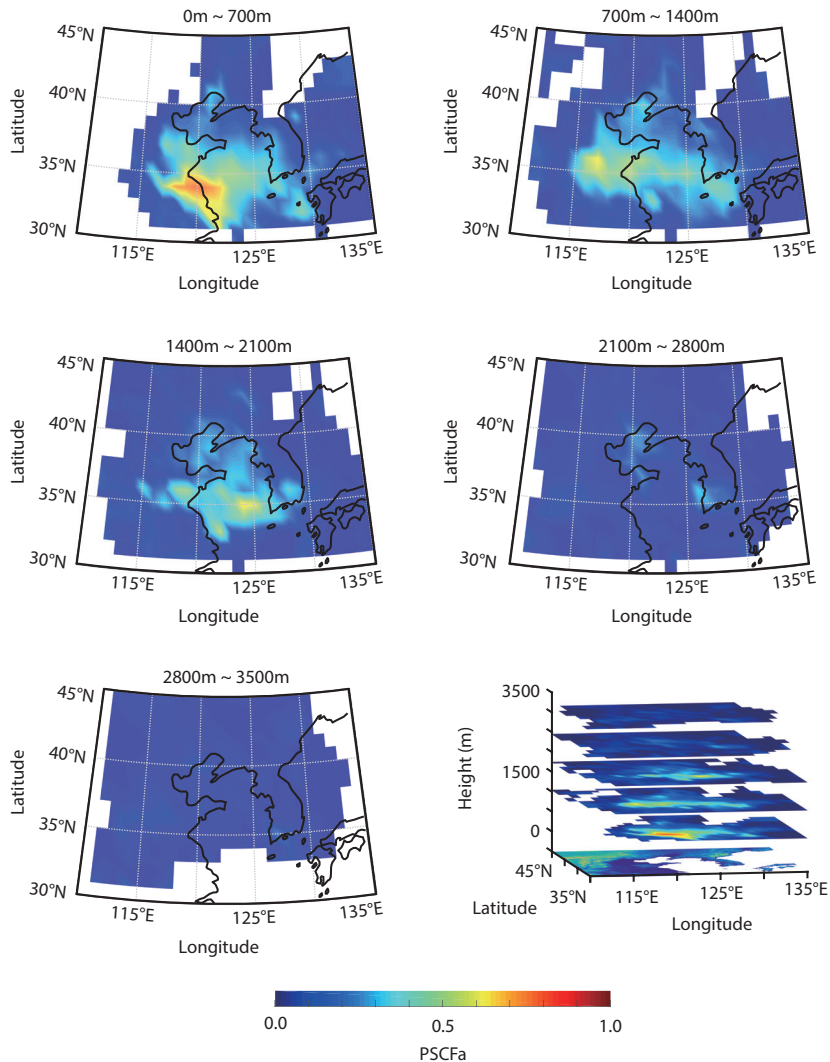 0m ~ 700m
45°N
40°N
35°N
30°N
Latitude
115°E
125°E
135°E
Longitude
700m ~ 1400m
45°N
40°N
35°N
30°N
Latitude
115°E
125°E
135°E
Longitude
1400m ~ 2100m
45°N
40°N
35°N
30°N
Latitude
115°E
125°E
135°E
Longitude
2100m ~ 2800m
45°N
40°N
35°N
30°N
Latitude
115°E
125°E
135°E
Longitude
2800m ~ 3500m
45°N
40°N
35°N
30°N
Latitude
115°E
125°E
135°E
Longitude
3500
1500
0
Height (m)
45°N
35°N
Latitude
115°E
125°E
135°E
Longitude
0.0
0.5
1.0
PSCFa